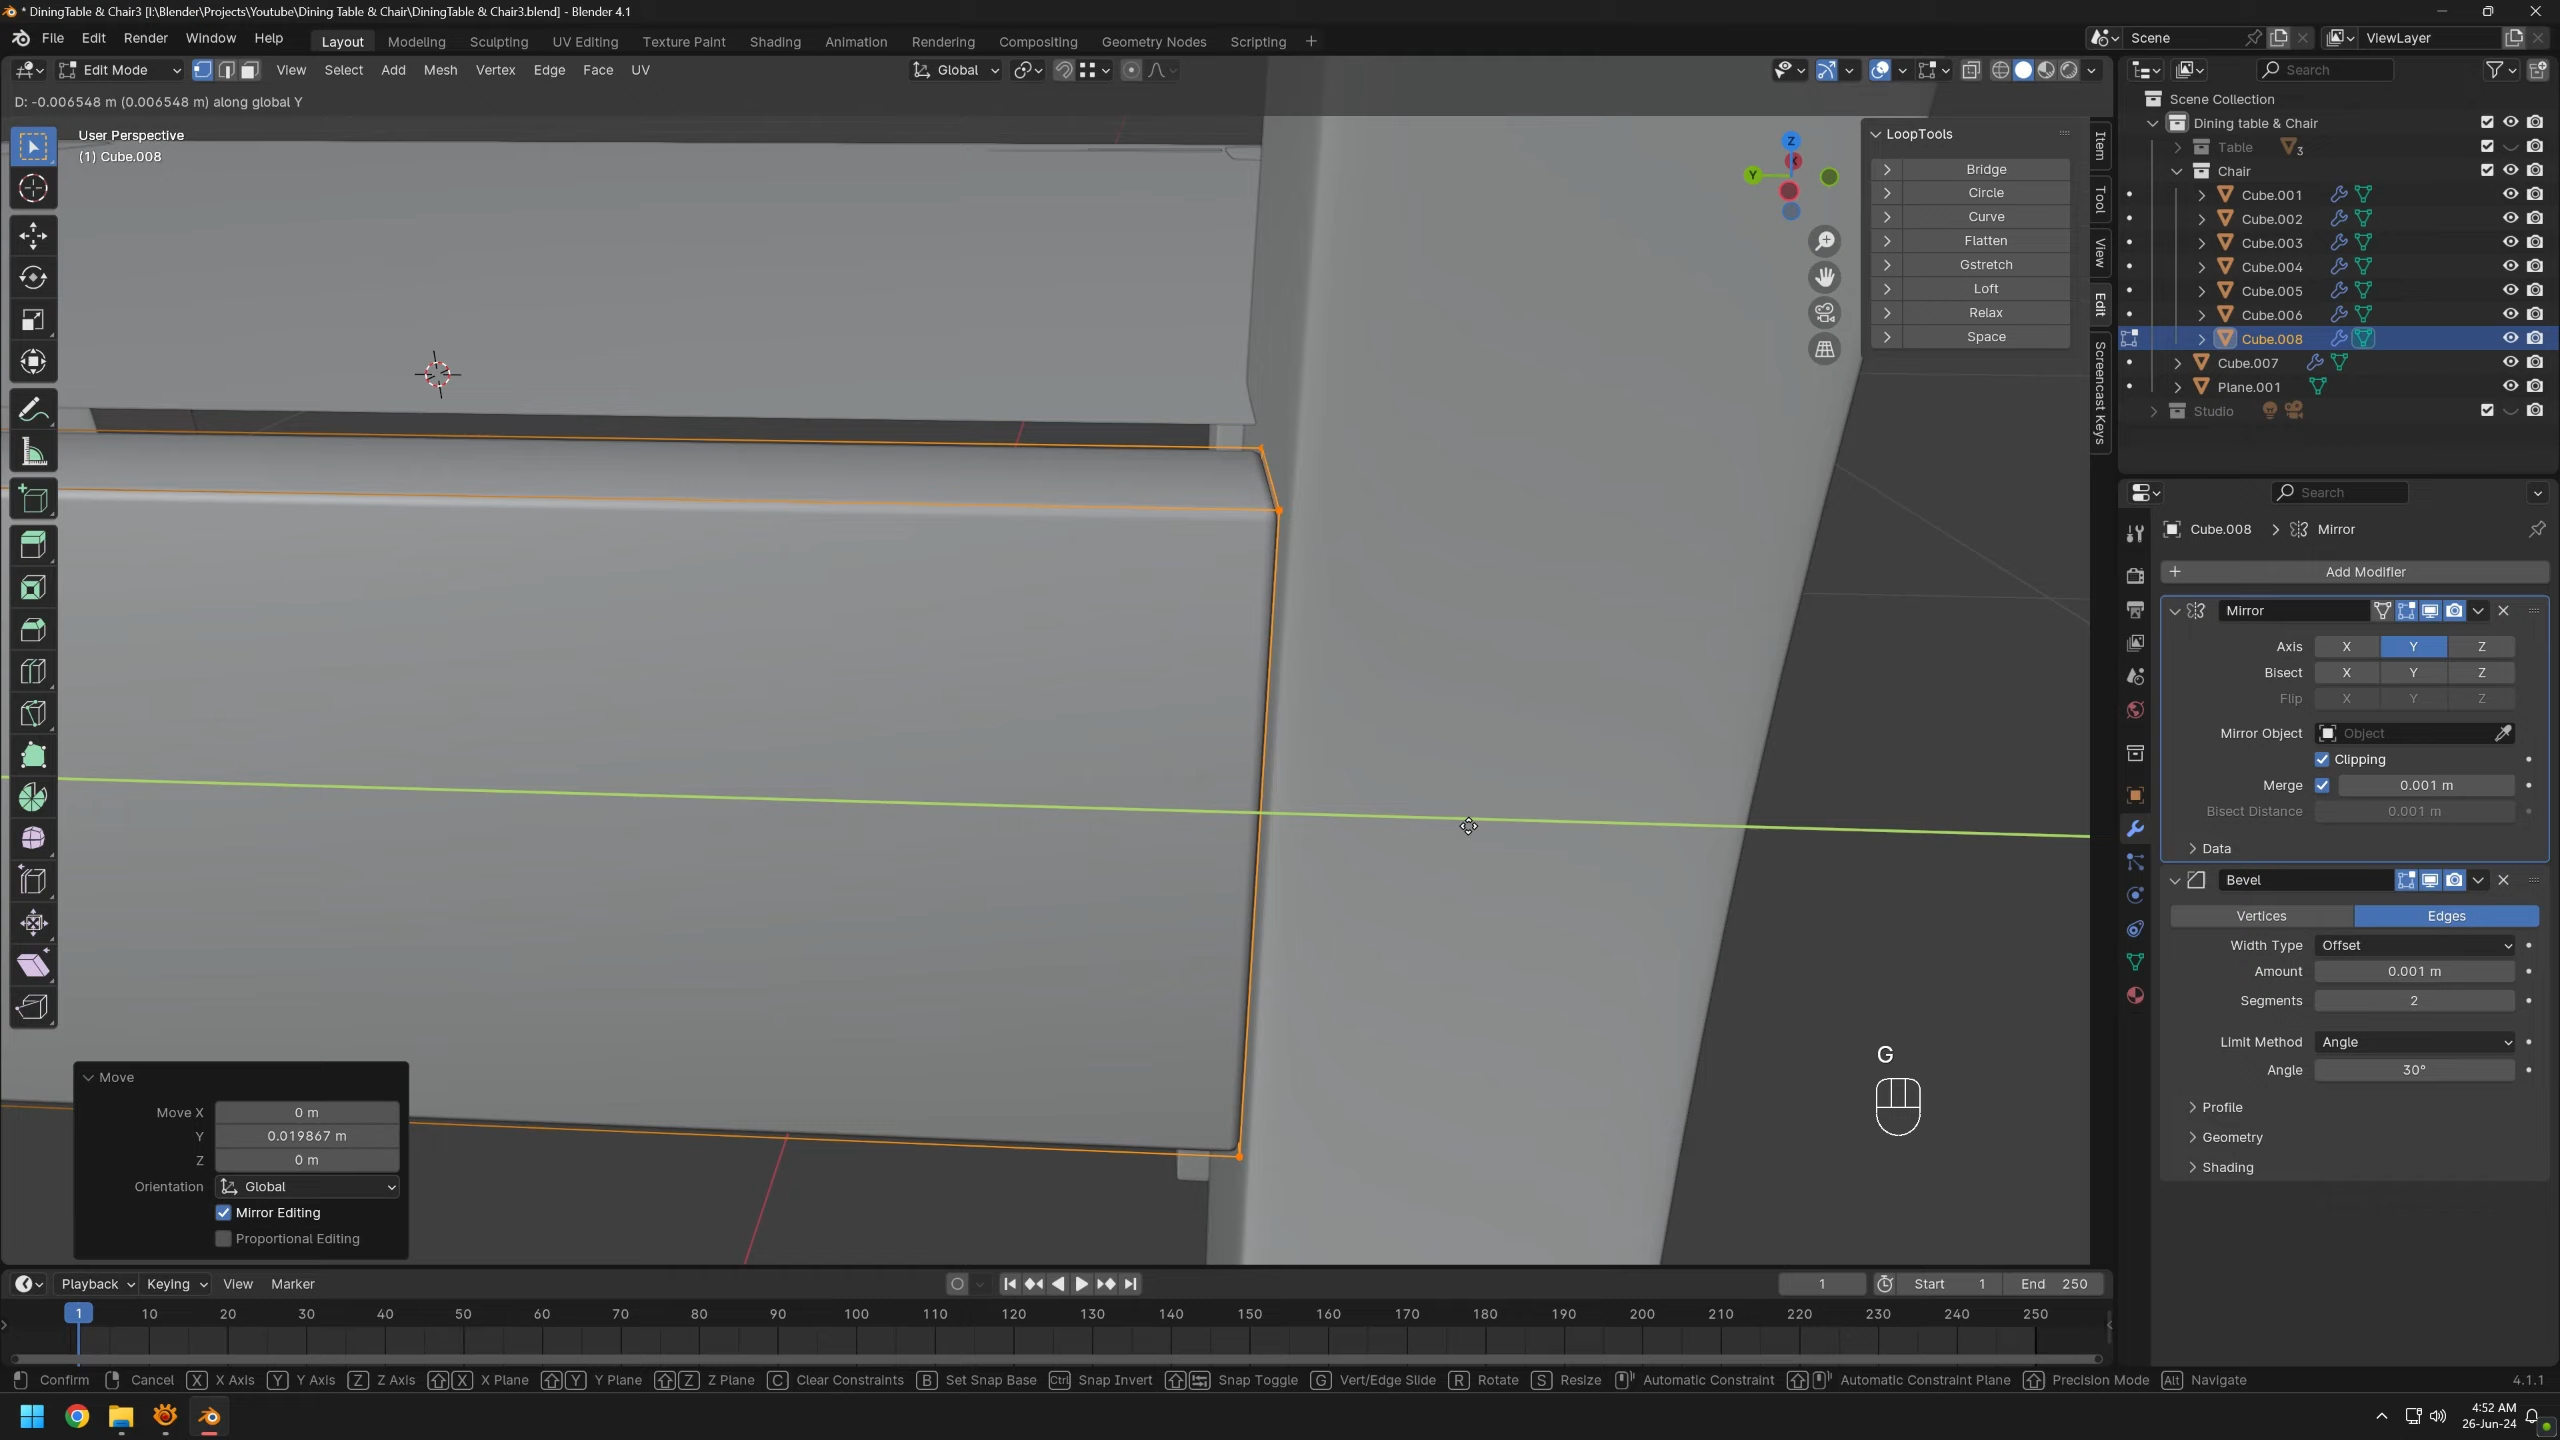 * DiningTable & Chair3 [I:\Blender\Projects\Youtube\Dining Table & Chair\DiningTable & Chair3.blend] - Blender 4.1
File Edit Render Window Help
Layout Modeling Sculpting UV Editing Texture Paint Shading Animation Rendering Compositing Geometry Nodes Scripting +
Scene
ViewLayer
Edit Mode View Select Add Mesh Vertex Edge Face UV
Global
D: -0.006548 m (0.006548 m) along global Y
User Perspective
(1) Cube.008
Z
X
Y
LoopTools
Bridge
Circle
Curve
Flatten
Gstretch
Loft
Relax
Space
Item
Tool
View
Edit
Screencast Keys
Search
Scene Collection
Dining table & Chair
Table 3
Chair
Cube.001
Cube.002
Cube.003
Cube.004
Cube.005
Cube.006
Cube.008
Cube.007
Plane.001
Studio
Search
Cube.008 > Mirror
+ Add Modifier
Mirror
Axis X Y Z
Bisect X Y Z
Flip X Y Z
Mirror Object Object
Clipping
Merge 0.001 m
Bisect Distance 0.001 m
Data
Bevel
Vertices Edges
Width Type Offset
Amount 0.001 m
Segments 2
Limit Method Angle
Angle 30°
Profile
Geometry
Shading
G
Move
Move X 0 m
Y 0.019867 m
Z 0 m
Orientation Global
Mirror Editing
Proportional Editing
Playback Keying View Marker
1 Start 1 End 250
1 10 20 30 40 50 60 70 80 90 100 110 120 130 140 150 160 170 180 190 200 210 220 230 240 250
Confirm Cancel X X Axis Y Y Axis Z Z Axis X X Plane Y Y Plane Z Z Plane C Clear Constraints B Set Snap Base Ctrl Snap Invert Snap Toggle G Vert/Edge Slide R Rotate S Resize Automatic Constraint Automatic Constraint Plane Precision Mode Alt Navigate 4.1.1
4:52 AM
26-Jun-24